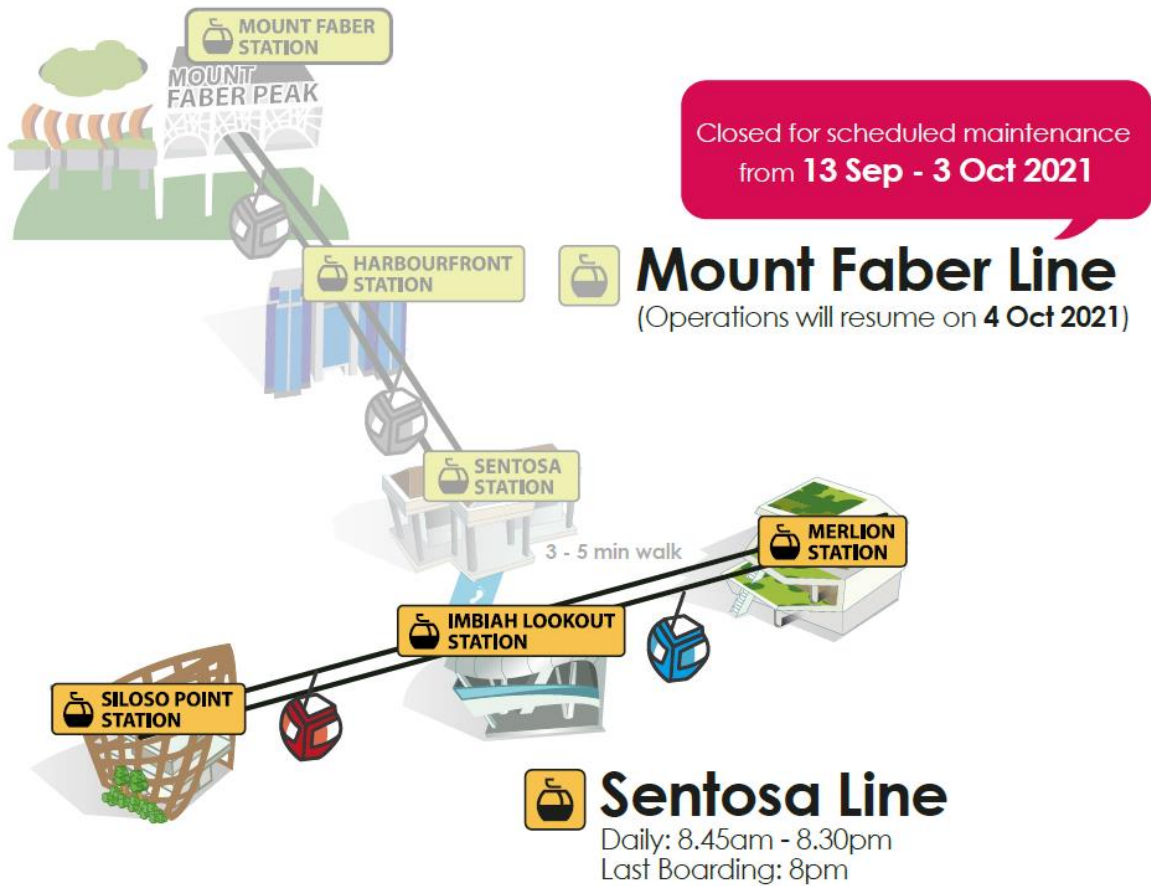 MOUNT FABER
STATION
MOUNT
FABER PEAK
Closed for scheduled maintenance
from 13 Sep - 3 Oct 2021
HARBOURFRONT
STATION
Mount Faber Line
(Operations will resume on 4 Oct 2021)
SENTOSA
STATION
3 - 5 min walk
MERLION
STATION
IMBIAH LOOKOUT
STATION
SILOSO POINT
STATION
Sentosa Line
Daily: 8.45am - 8.30pm
Last Boarding: 8pm